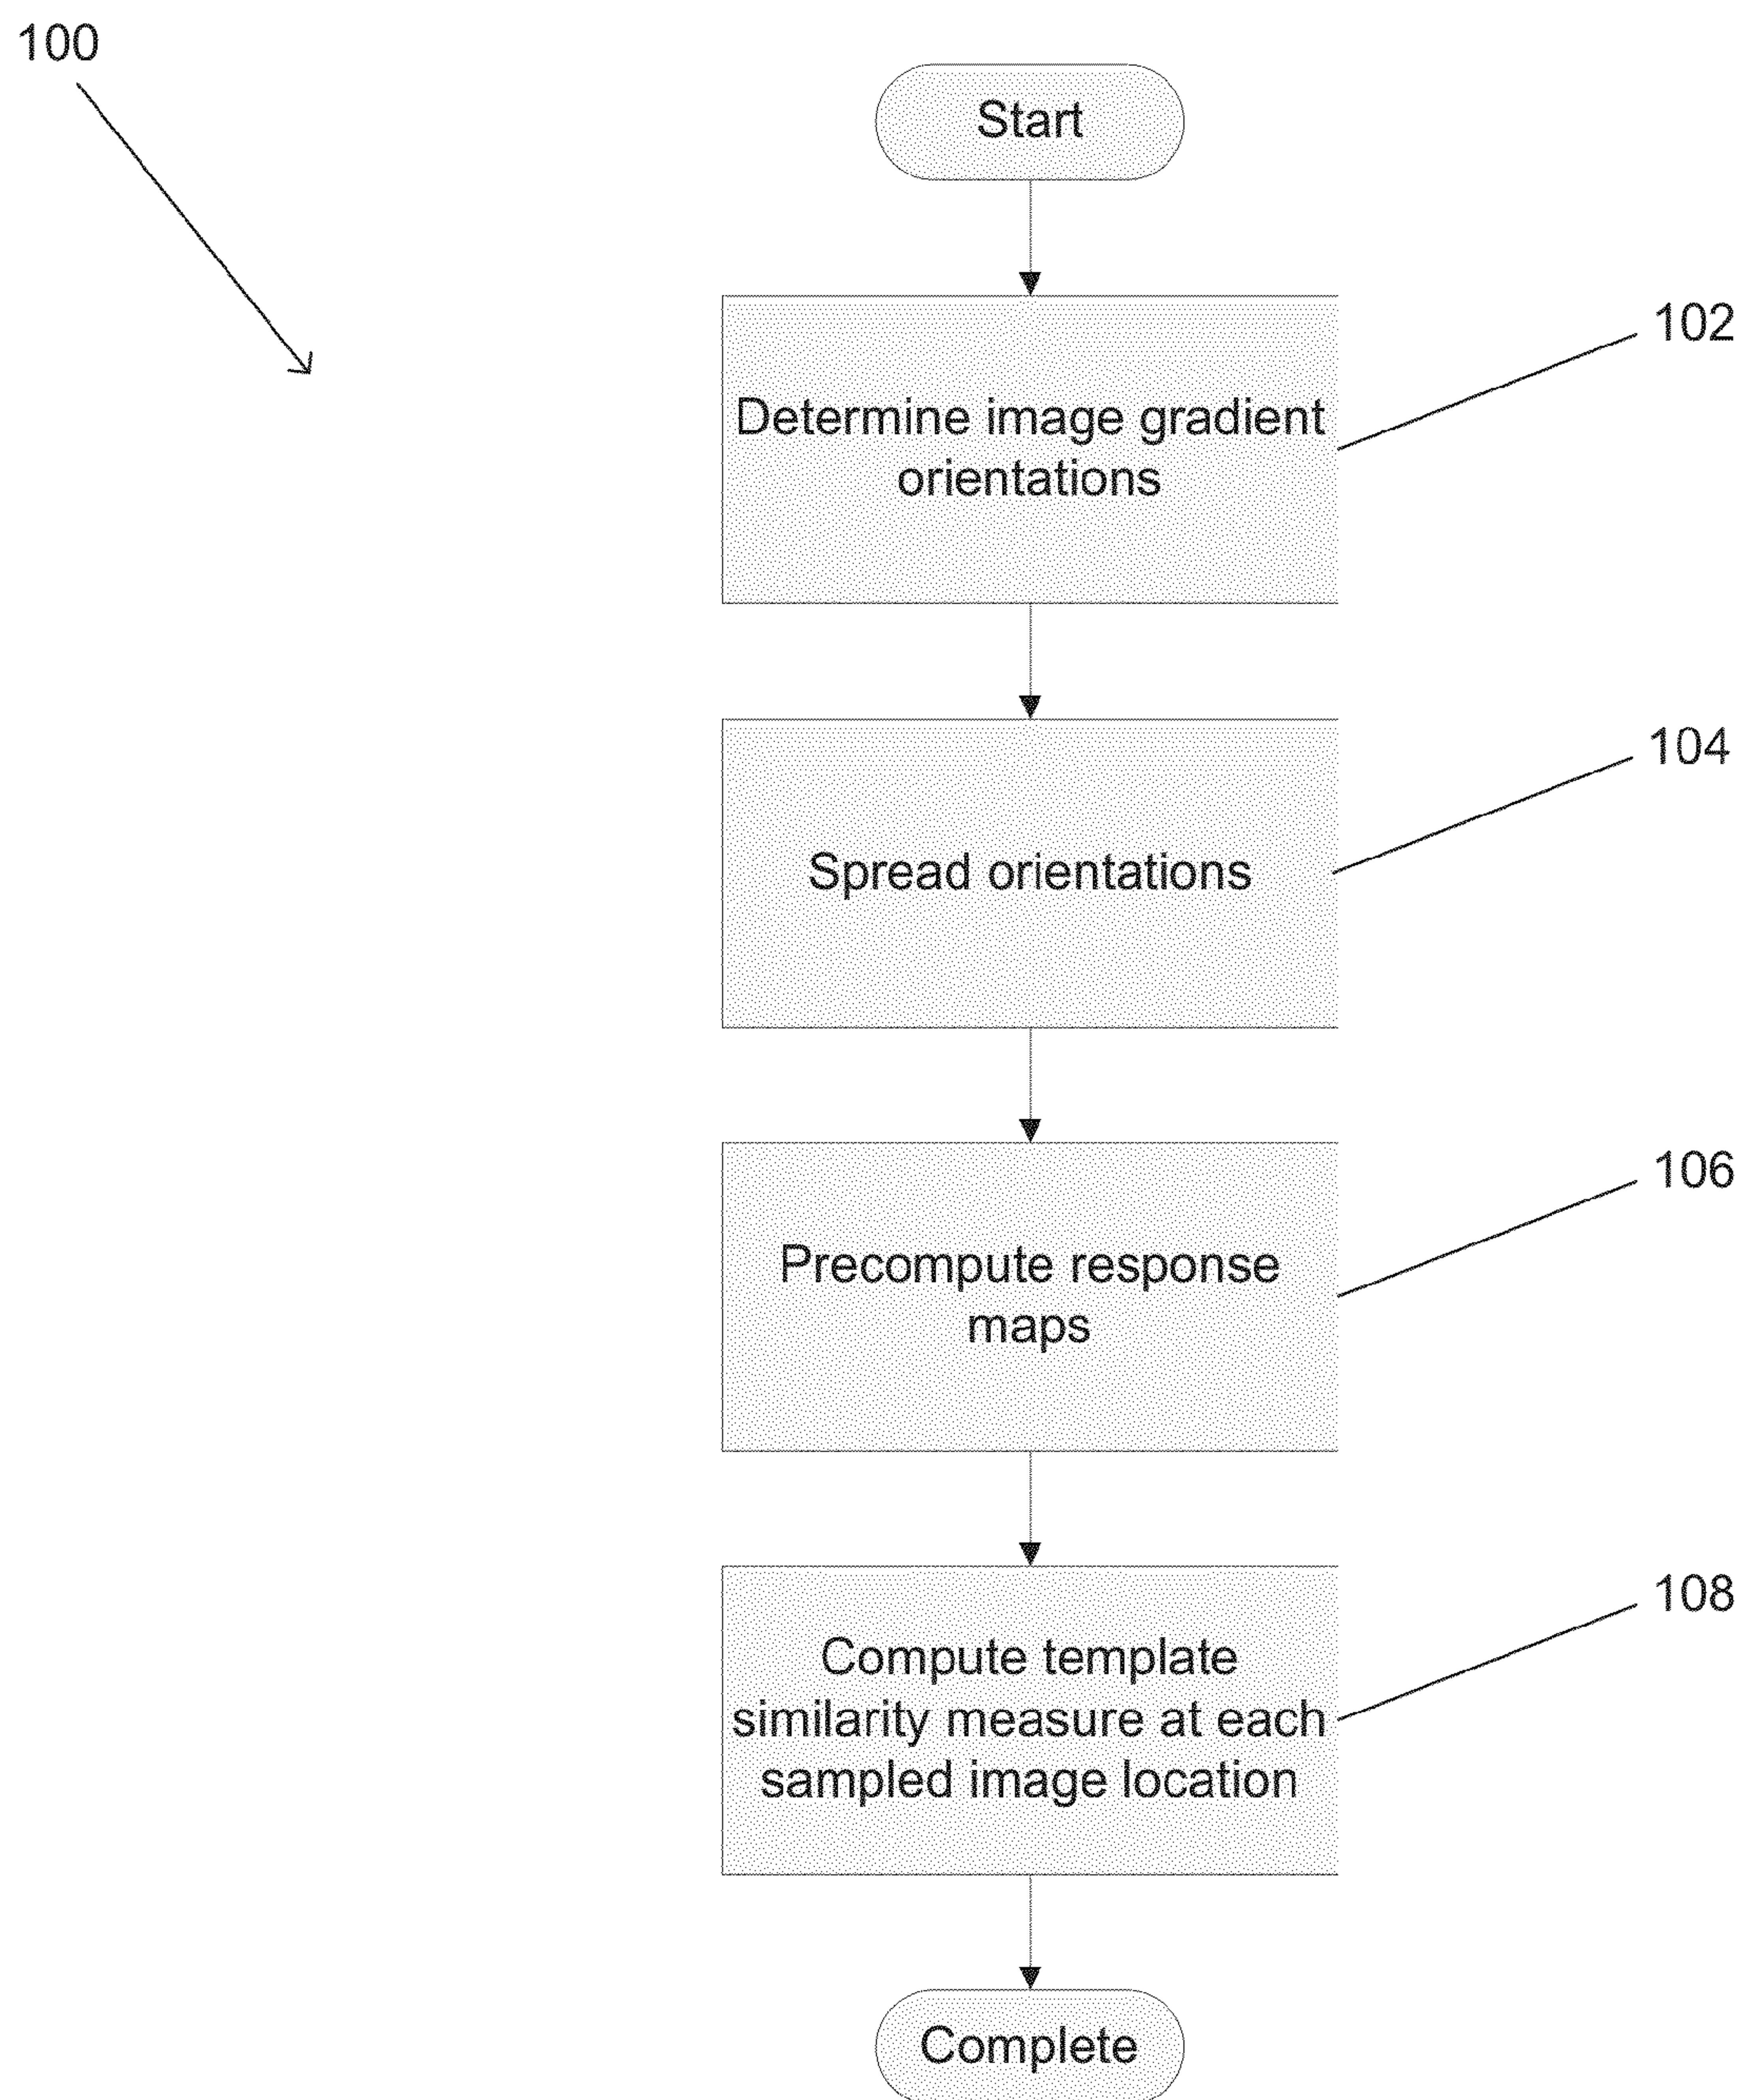 100
Start
102
Determine image gradient
orientations
104
Spread orientations
106
Precompute response
maps
108
Compute template
similarity measure at each
sampled image location
Complete